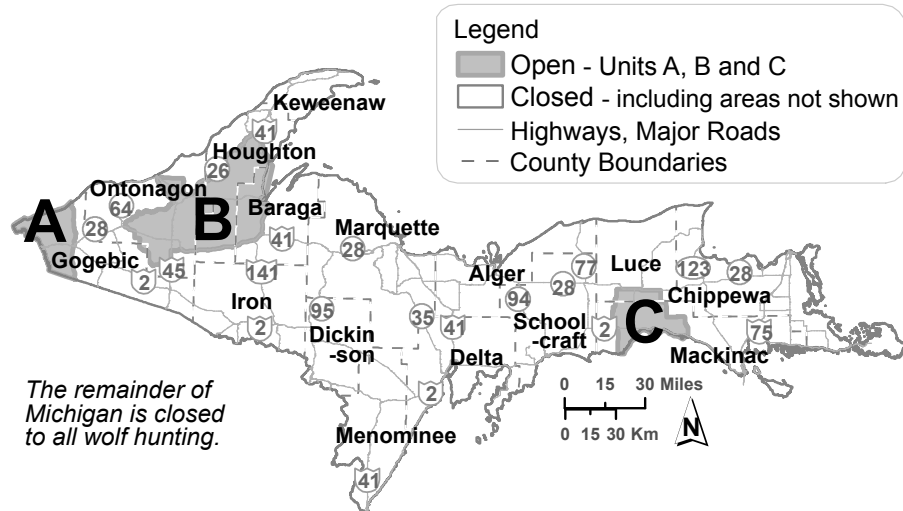 Legend
Open - Units A, B and C
Closed - including areas not shown
Highways, Major Roads
County Boundaries
Keweenaw
41
Houghton
26
Ontonagon
64
A
B
Baraga
28
41
Marquette
28
Gogebic
2
45
141
Alger
77
Luce
123
28
28
94
Chippewa
Iron
2
95
Dickin
-son
35
41
School
-craft
2
C
75
Mackinac
Delta
2
The remainder of
Michigan is closed
to all wolf hunting.
0 15 30 Miles
0 15 30 Km
N
Menominee
41